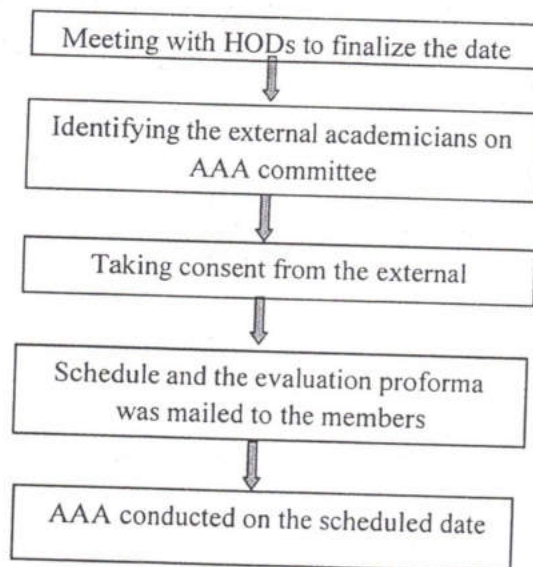 Meeting with HODs to finalize the date
Identifying the external academicians on
AAA committee
Taking consent from the external
Schedule and the evaluation proforma
was mailed to the members
AAA conducted on the scheduled date